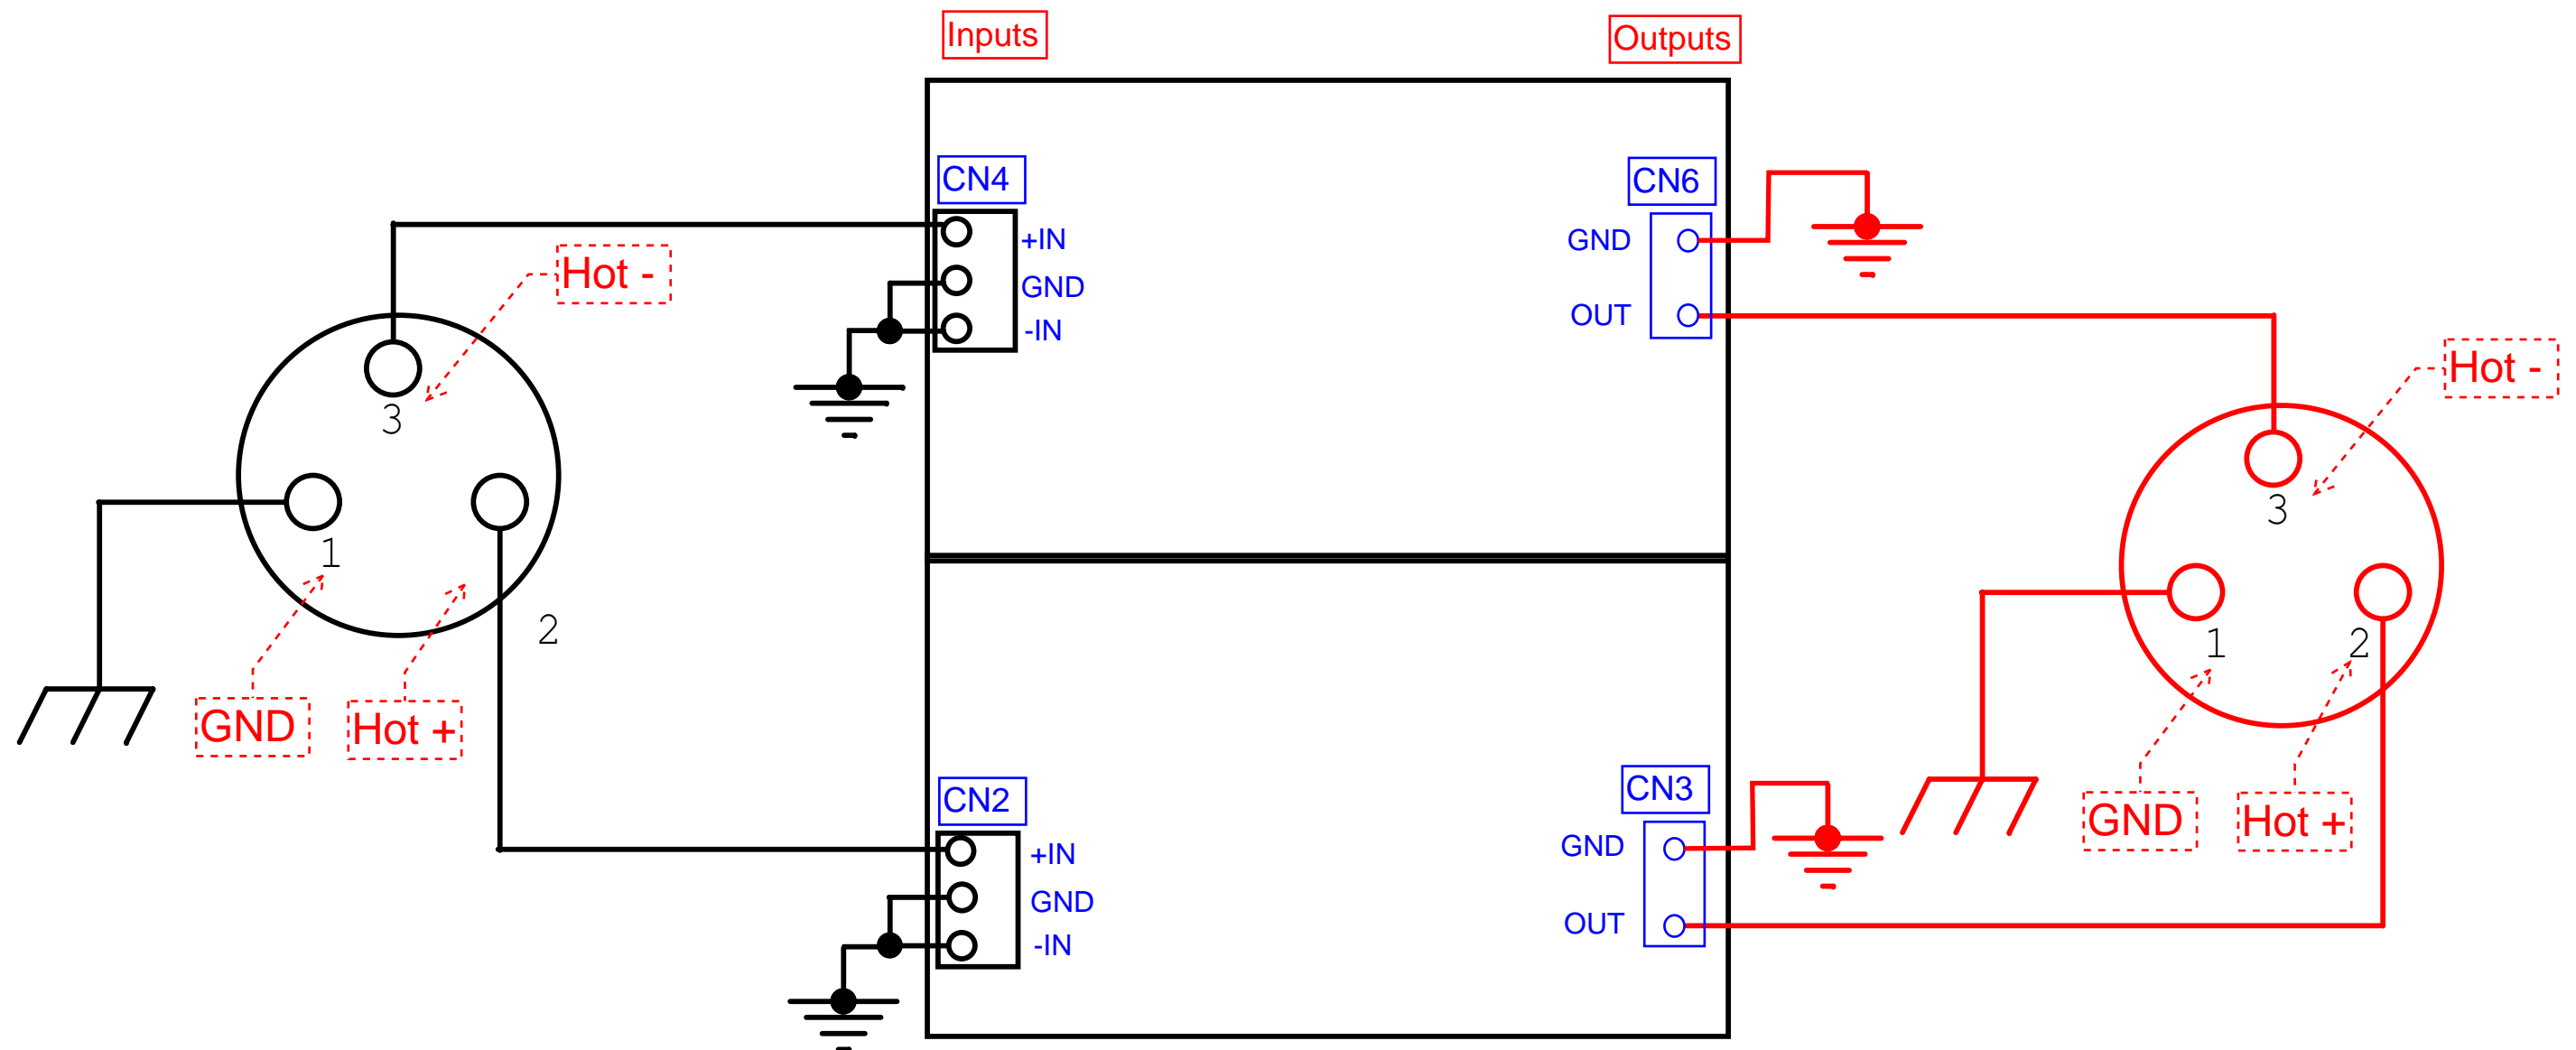 Inputs
Outputs
CN4
CN6
+IN
GND
-IN
GND
OUT
Hot -
3
1
2
GND
Hot +
Hot -
3
1
2
GND
Hot +
CN2
CN3
+IN
GND
-IN
GND
OUT